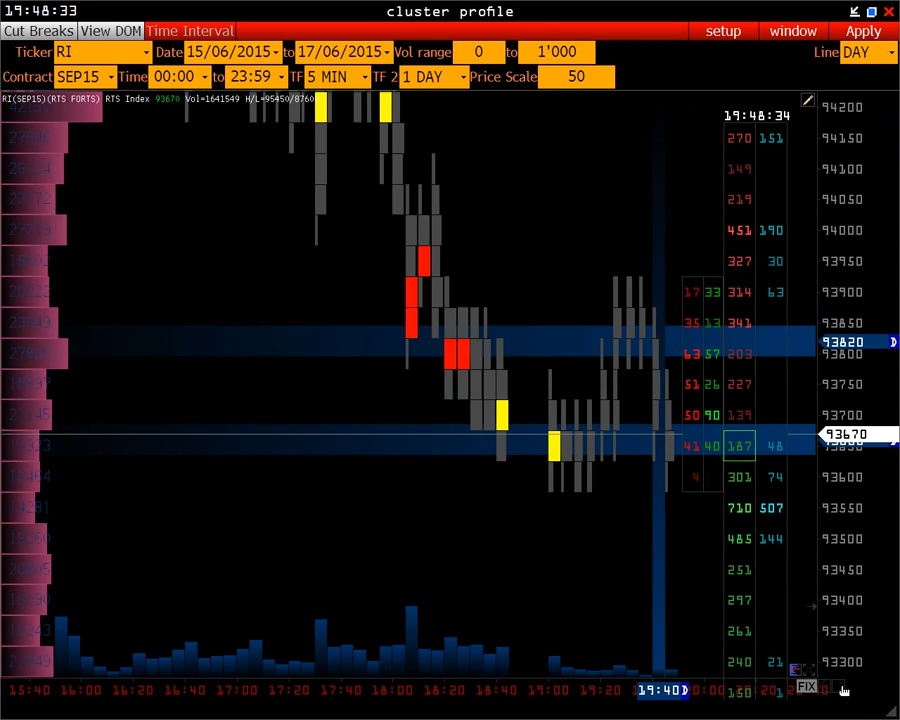 19:48:33 cluster profile
Cut Breaks View DOM Time Interval setup window Apply
Ticker RI Date 15/06/2015 to 17/06/2015 Vol range 0 to 1'000 Line DAY
Contract SEP15 Time 00:00 to 23:59 TF 5 MIN TF 2 1 DAY Price Scale 50
RI(SEP15)(RTS FORTS) RTS Index 93670 Vol=1641549 H/L=95450/8760
94200
19:48:34
270 151 94150
149 94100
219 94050
451 190 94000
327 30 93950
17 33 314 63 93900
35 13 341 93850
93820 D
63 57 203 93800
51 26 227 93750
50 90 139 93700
93670
41 40 187 48
4 301 74 93600
710 507 93550
485 144 93500
251 93450
297 93400
261 93350
240 21 93300
FIX
15:40 16:00 16:20 16:40 17:00 17:20 17:40 18:00 18:20 18:40 19:00 19:20 19:40 D
150 1